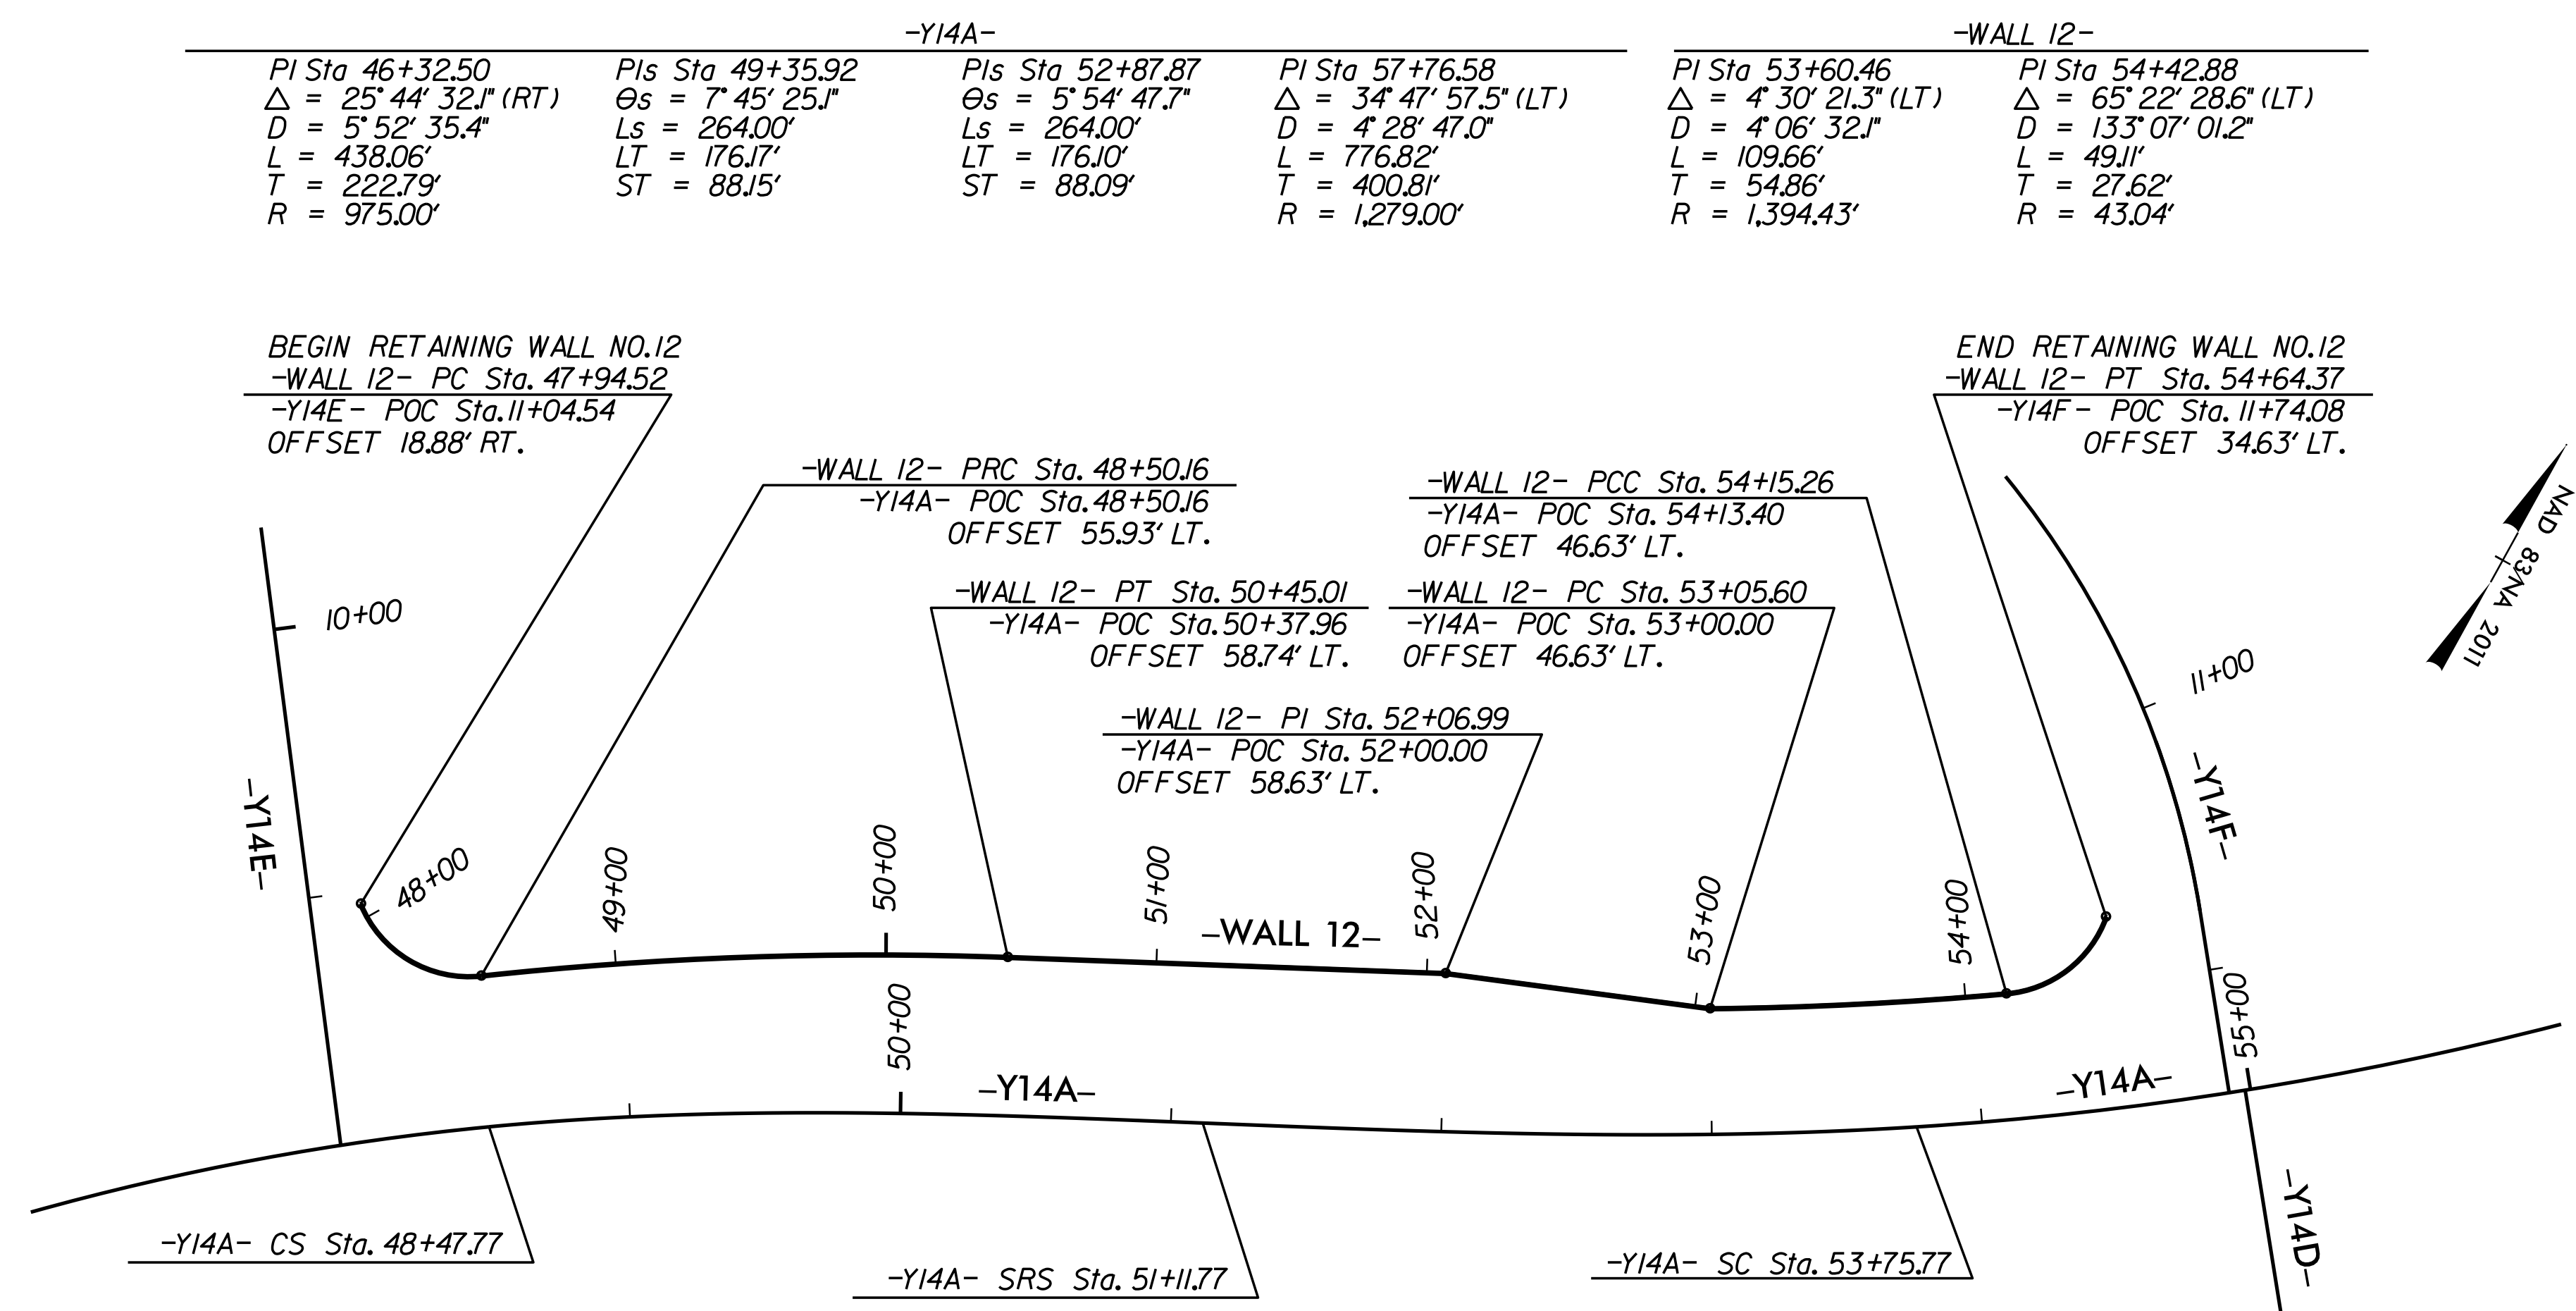 -Y14A-
PI Sta 46+32.50
△ = 25° 44' 32.1" (RT)
D = 5° 52' 35.4"
L = 438.06'
T = 222.79'
R = 975.00'
PIs Sta 49+35.92
Θs = 7° 45' 25.1"
Ls = 264.00'
LT = 176.17'
ST = 88.15'
PIs Sta 52+87.87
Θs = 5° 54' 47.7"
Ls = 264.00'
LT = 176.10'
ST = 88.09'
PI Sta 57+76.58
△ = 34° 47' 57.5" (LT)
D = 4° 28' 47.0"
L = 776.82'
T = 400.81'
R = 1,279.00'
-WALL 12-
PI Sta 53+60.46
△ = 4° 30' 21.3" (LT)
D = 4° 06' 32.1"
L = 109.66'
T = 54.86'
R = 1,394.43'
PI Sta 54+42.88
△ = 65° 22' 28.6" (LT)
D = 133° 07' 01.2"
L = 49.11'
T = 27.62'
R = 43.04'
BEGIN RETAINING WALL NO. 12
-WALL 12- PC Sta. 47+94.52
-Y14E- POC Sta. 11+04.54
OFFSET 18.88' RT.
END RETAINING WALL NO. 12
-WALL 12- PT Sta. 54+64.37
-Y14F- POC Sta. 11+74.08
OFFSET 34.63' LT.
-WALL 12- PRC Sta. 48+50.16
-Y14A- POC Sta. 48+50.16
OFFSET 55.93' LT.
-WALL 12- PCC Sta. 54+15.26
-Y14A- POC Sta. 54+13.40
OFFSET 46.63' LT.
-WALL 12- PT Sta. 50+45.01
-Y14A- POC Sta. 50+37.96
OFFSET 58.74' LT.
-WALL 12- PC Sta. 53+05.60
-Y14A- POC Sta. 53+00.00
OFFSET 46.63' LT.
-WALL 12- PI Sta. 52+06.99
-Y14A- POC Sta. 52+00.00
OFFSET 58.63' LT.
NAD 83/NA 2011
10+00
11+00
-Y14E-
-Y14F-
48+00
49+00
50+00
51+00
52+00
53+00
54+00
-WALL 12-
50+00
55+00
-Y14A-
-Y14A-
-Y14D-
-Y14A- CS Sta. 48+47.77
-Y14A- SRS Sta. 51+11.77
-Y14A- SC Sta. 53+75.77